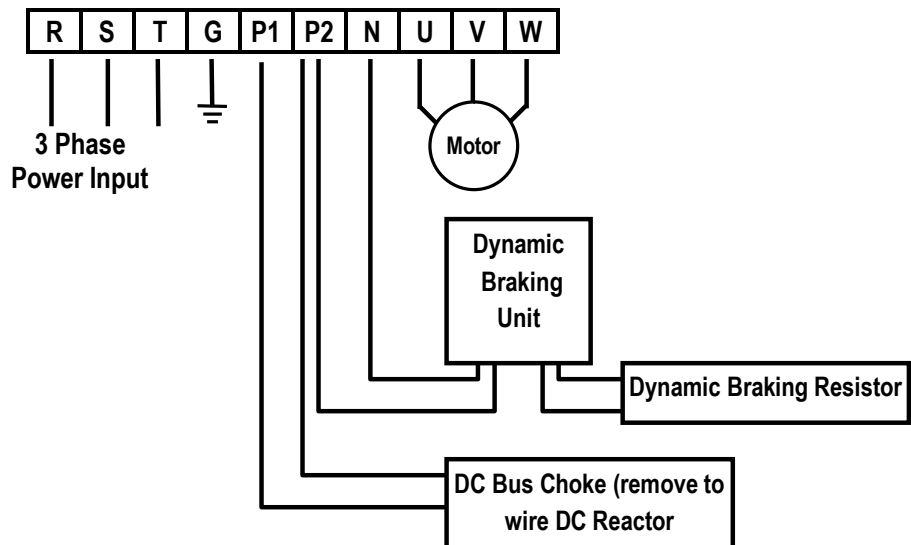 R S T G P1 P2 N U V W
3 Phase
Power Input
Motor
Dynamic
Braking
Unit
Dynamic Braking Resistor
DC Bus Choke (remove to
wire DC Reactor